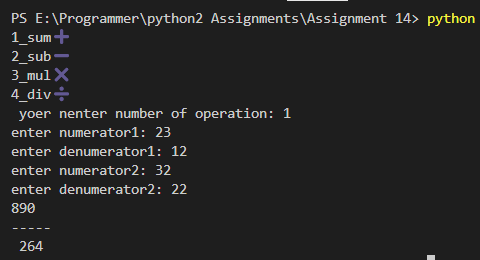 PS E:\Programmer\python2 Assignments\Assignment 14> python
1_sum➕
2_sub➖
3_mul✖
4_div➗
 yoer nenter number of operation: 1
enter numerator1: 23
enter denumerator1: 12
enter numerator2: 32
enter denumerator2: 22
890
-----
 264